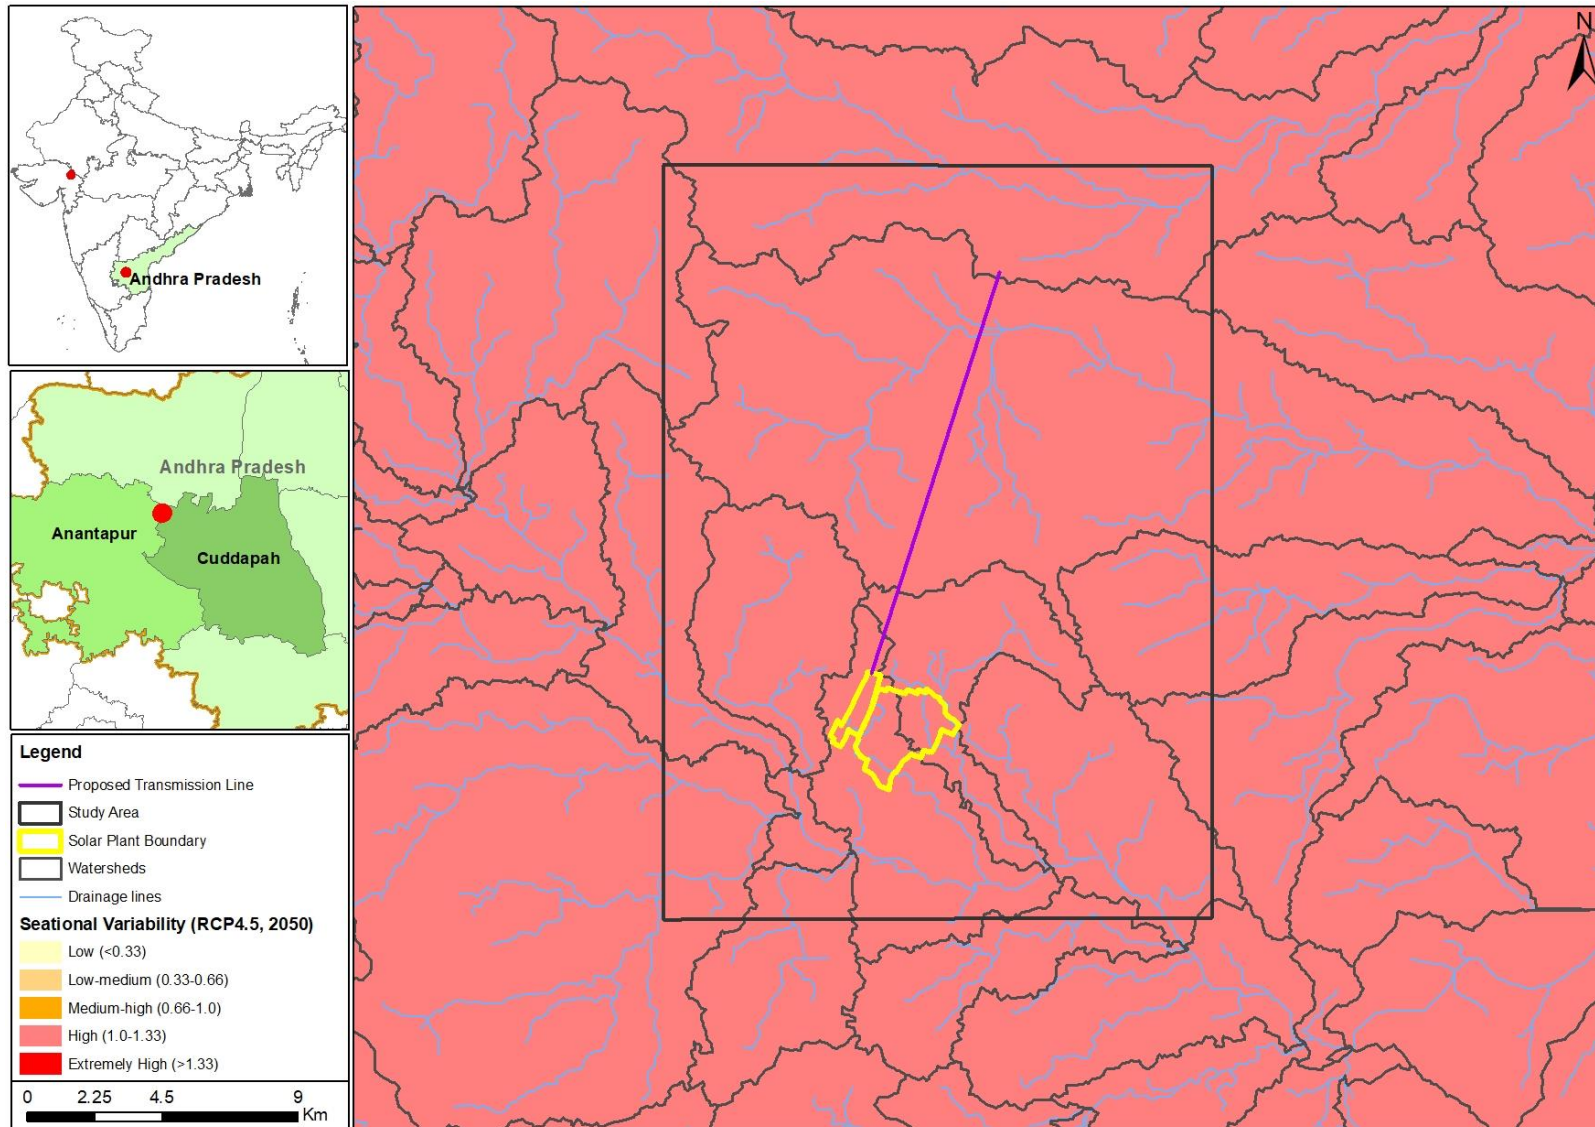 N
Andhra Pradesh
Andhra Pradesh
Anantapur
Cuddapah
Legend
Proposed Transmission Line
Study Area
Solar Plant Boundary
Watersheds
Drainage lines
Seational Variability (RCP4.5, 2050)
Low (<0.33)
Low-medium (0.33-0.66)
Medium-high (0.66-1.0)
High (1.0-1.33)
Extremely High (>1.33)
0 2.25 4.5 9
Km